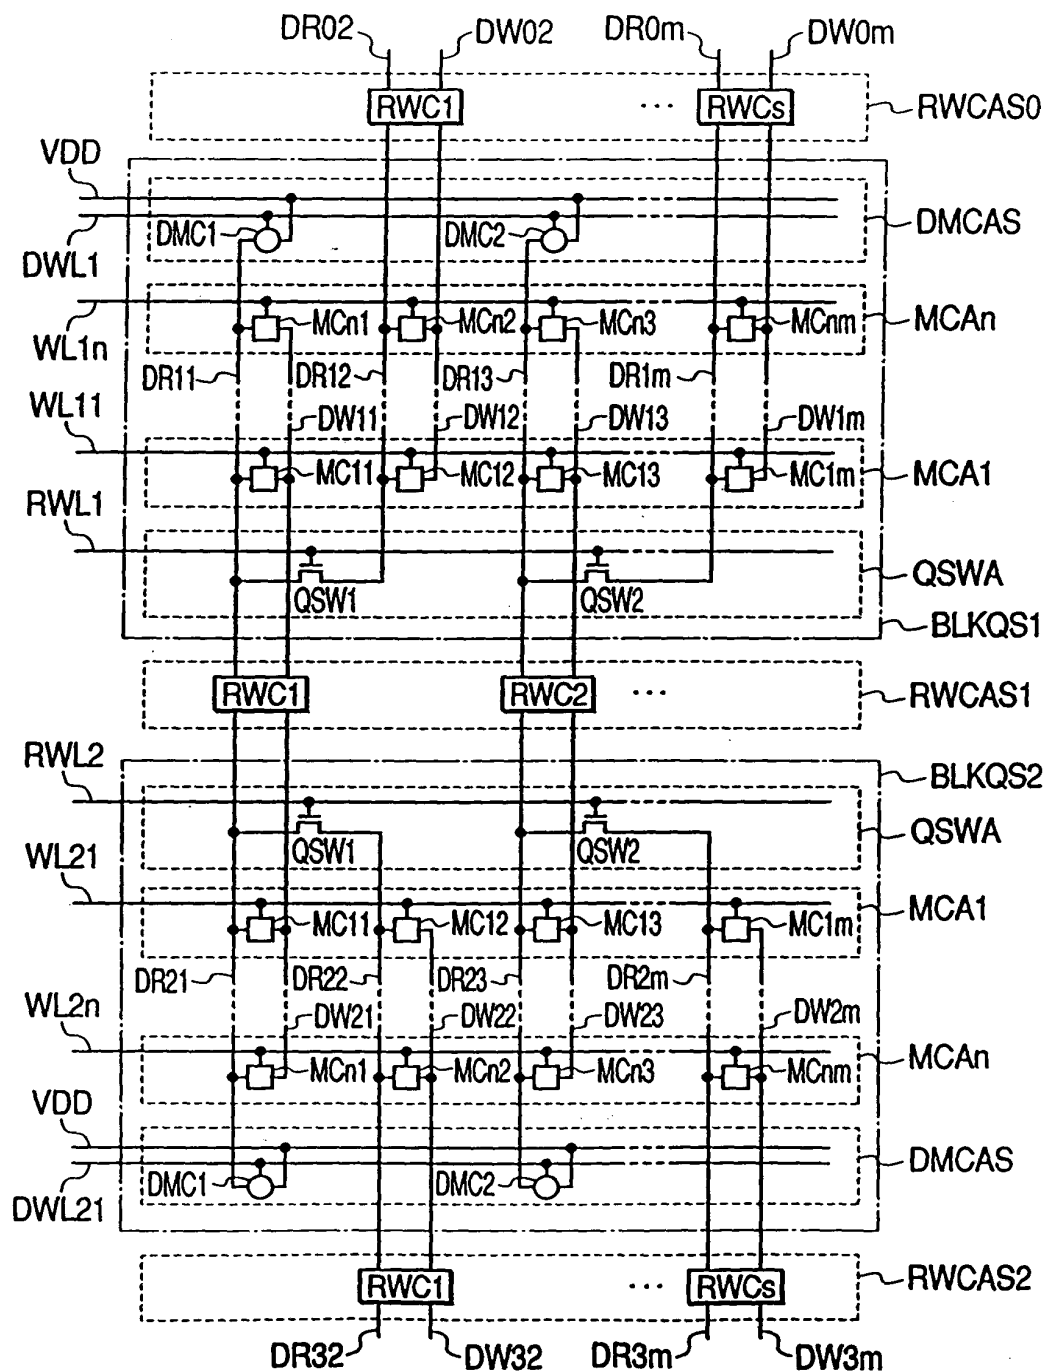 DR02 DW02 DR0m DW0m
RWC1 ... RWCs RWCAS0
VDD
DMC1 DMC2 DMCAS
DWL1
MCn1 MCn2 MCn3 MCnm MCAn
WL1n
DR11 DR12 DR13 DR1m
WL11
DW11 DW12 DW13 DW1m
MC11 MC12 MC13 MC1m MCA1
RWL1
QSWA
QSW1 QSW2
BLKQS1
RWC1 RWC2 ... RWCAS1
RWL2 BLKQS2
QSWA
QSW1 QSW2
WL21
MC11 MC12 MC13 MC1m MCA1
DR21 DR22 DR23 DR2m
WL2n
DW21 DW22 DW23 DW2m
MCn1 MCn2 MCn3 MCnm MCAn
VDD
DMCAS
DMC1 DMC2
DWL21
RWC1 ... RWCs RWCAS2
DR32 DW32 DR3m DW3m